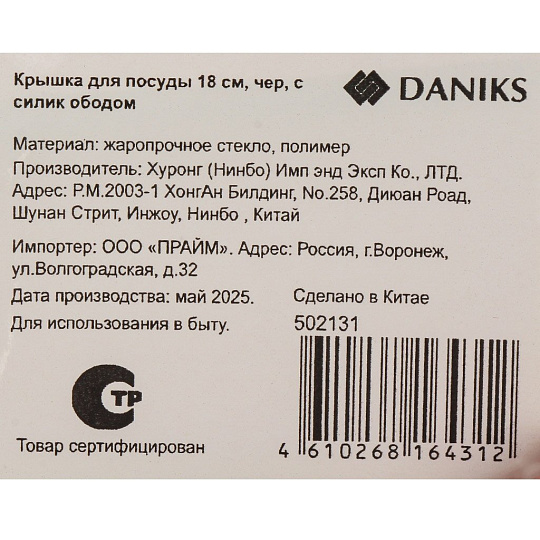 Крышка для посуды 18 см, чер, с
силик ободом
DANIKS
Материал: жаропрочное стекло, полимер
Производитель: Хуронг (Нинбо) Имп энд Эксп Ко., ЛТД.
Адрес: Р.М.2003-1 ХонгАн Билдинг, No.258, Диюан Роад,
Шунан Стрит, Инжоу, Нинбо , Китай
Импортер: ООО «ПРАЙМ». Адрес: Россия, г.Воронеж,
ул.Волгоградская, д.32
Дата производства: май 2025.
Сделано в Китае
Для использования в быту.
502131
СТР
Товар сертифицирован
4 610268 164312